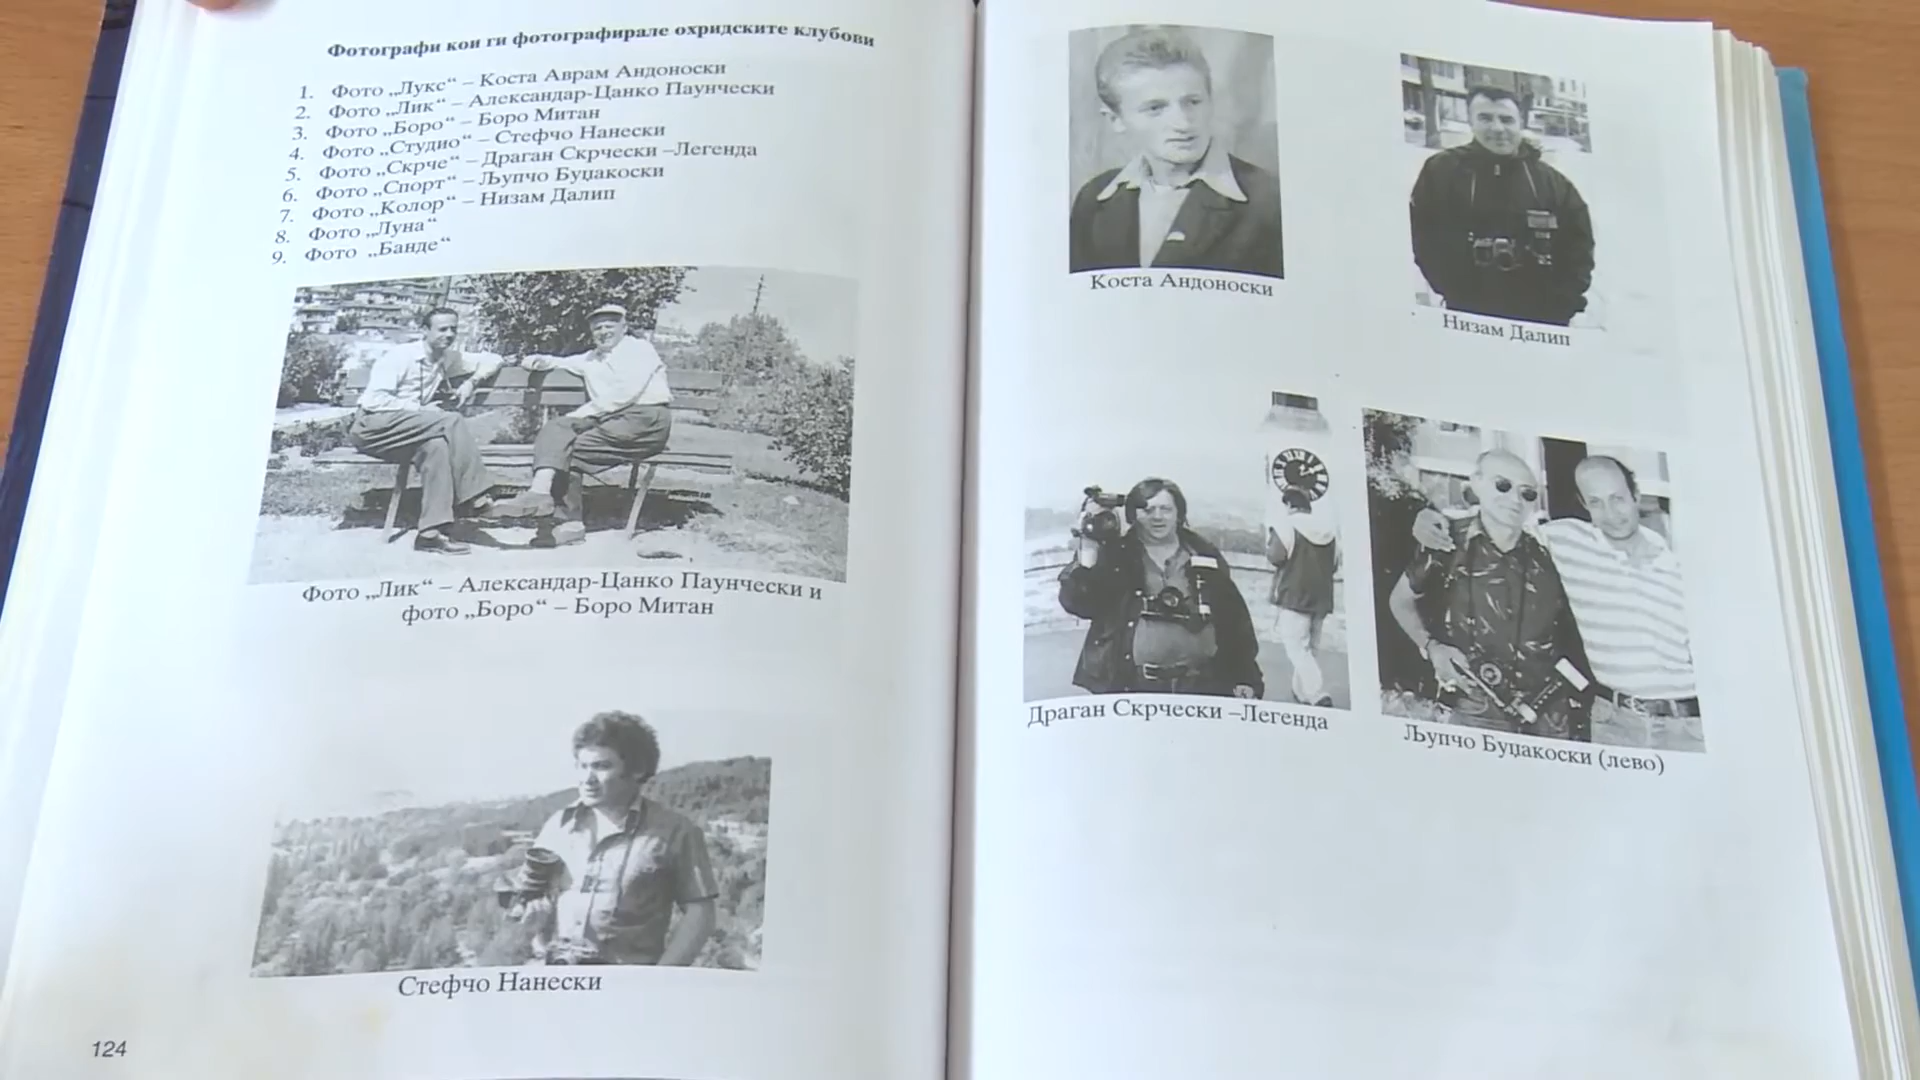 Фотографи кои ги фотографирале охридските клубови
1. Фото „Лукс“ – Коста Аврам Андоноски
2. Фото „Лик“ – Александар-Цанко Паунчески
3. Фото „Боро“ – Боро Митан
4. Фото „Студио“ – Стефчо Нанески
5. Фото „Скрче“ – Драган Скрчески –Легенда
6. Фото „Спорт“ – Љупчо Буџакоски
7. Фото „Колор“ – Низам Далип
8. Фото „Луна“
9. Фото „Банде“
Фото „Лик“ – Александар-Цанко Паунчески и
фото „Боро“ – Боро Митан
Стефчо Нанески
124
Коста Андоноски
Низам Далип
Драган Скрчески –Легенда
Љупчо Буџакоски (лево)